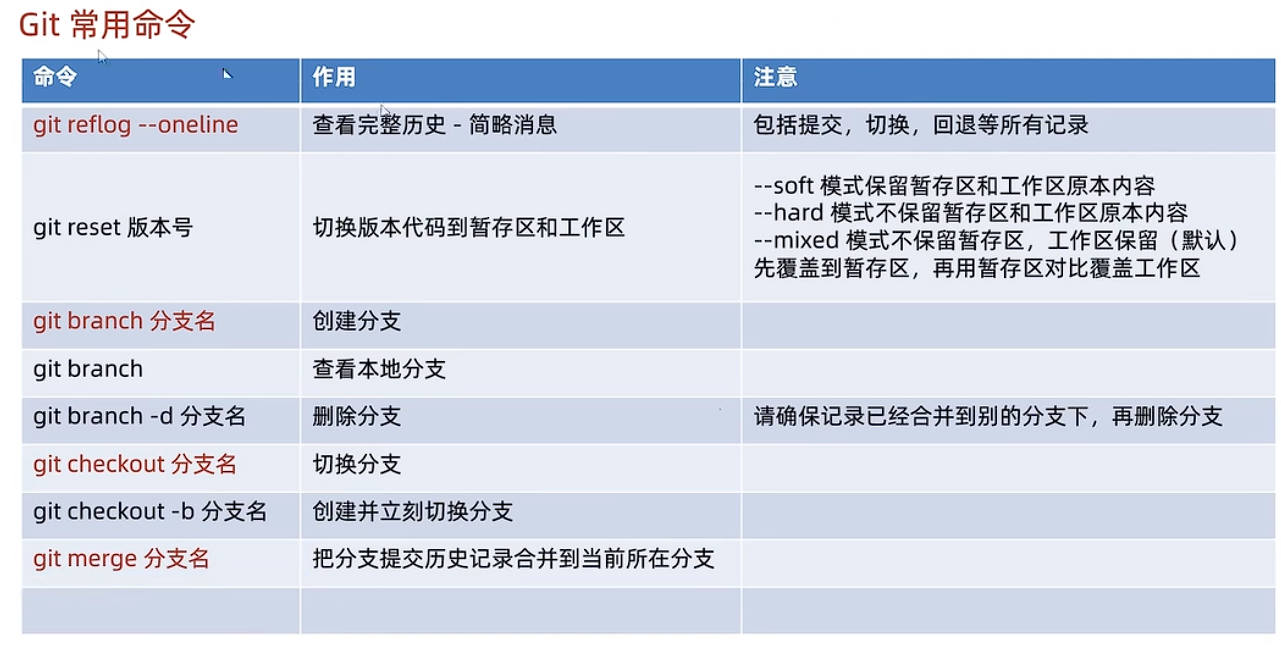 Git 常用命令
命令 作用 注意
git reflog --oneline 查看完整历史 - 简略消息 包括提交，切换，回退等所有记录
git reset 版本号 切换版本代码到暂存区和工作区
--soft 模式保留暂存区和工作区原本内容
--hard 模式不保留暂存区和工作区原本内容
--mixed 模式不保留暂存区，工作区保留（默认）
先覆盖到暂存区，再用暂存区对比覆盖工作区
git branch 分支名 创建分支
git branch 查看本地分支
git branch -d 分支名 删除分支 请确保记录已经合并到别的分支下，再删除分支
git checkout 分支名 切换分支
git checkout -b 分支名 创建并立刻切换分支
git merge 分支名 把分支提交历史记录合并到当前所在分支